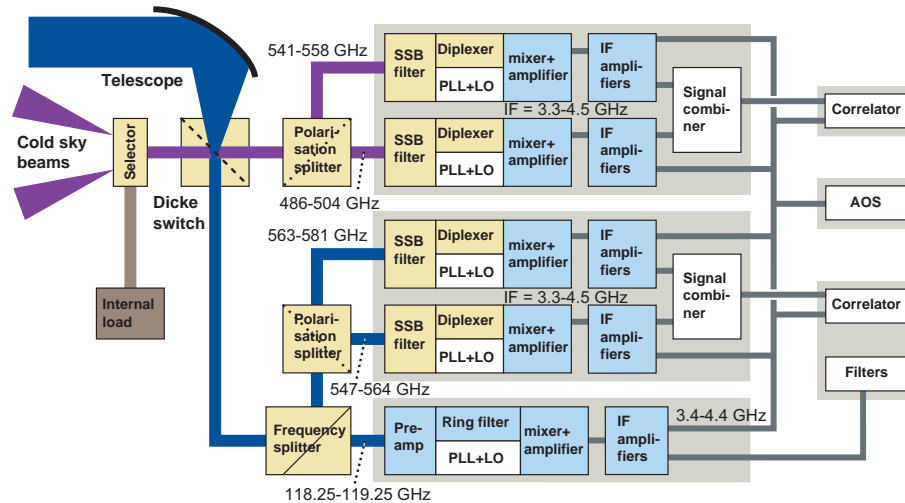 541-558 GHz
SSB
filter
Diplexer
PLL+LO
mixer+
amplifier
IF
ampli-
fiers
Telescope
Signal
combi-
ner
Correlator
IF = 3.3-4.5 GHz
Cold sky
beams
Selector
Polari-
sation
splitter
SSB
filter
Diplexer
PLL+LO
mixer+
amplifier
IF
ampli-
fiers
Dicke
switch
486-504 GHz
AOS
563-581 GHz
SSB
filter
Diplexer
PLL+LO
mixer+
amplifier
IF
ampli-
fiers
Signal
combi-
ner
Internal
load
IF = 3.3-4.5 GHz
Correlator
Polari-
sation
splitter
SSB
filter
Diplexer
PLL+LO
mixer+
amplifier
IF
ampli-
fiers
Filters
547-564 GHz
Frequency
splitter
Pre-
amp
Ring filter
PLL+LO
mixer+
amplifier
IF
ampli-
fiers
3.4-4.4 GHz
118.25-119.25 GHz